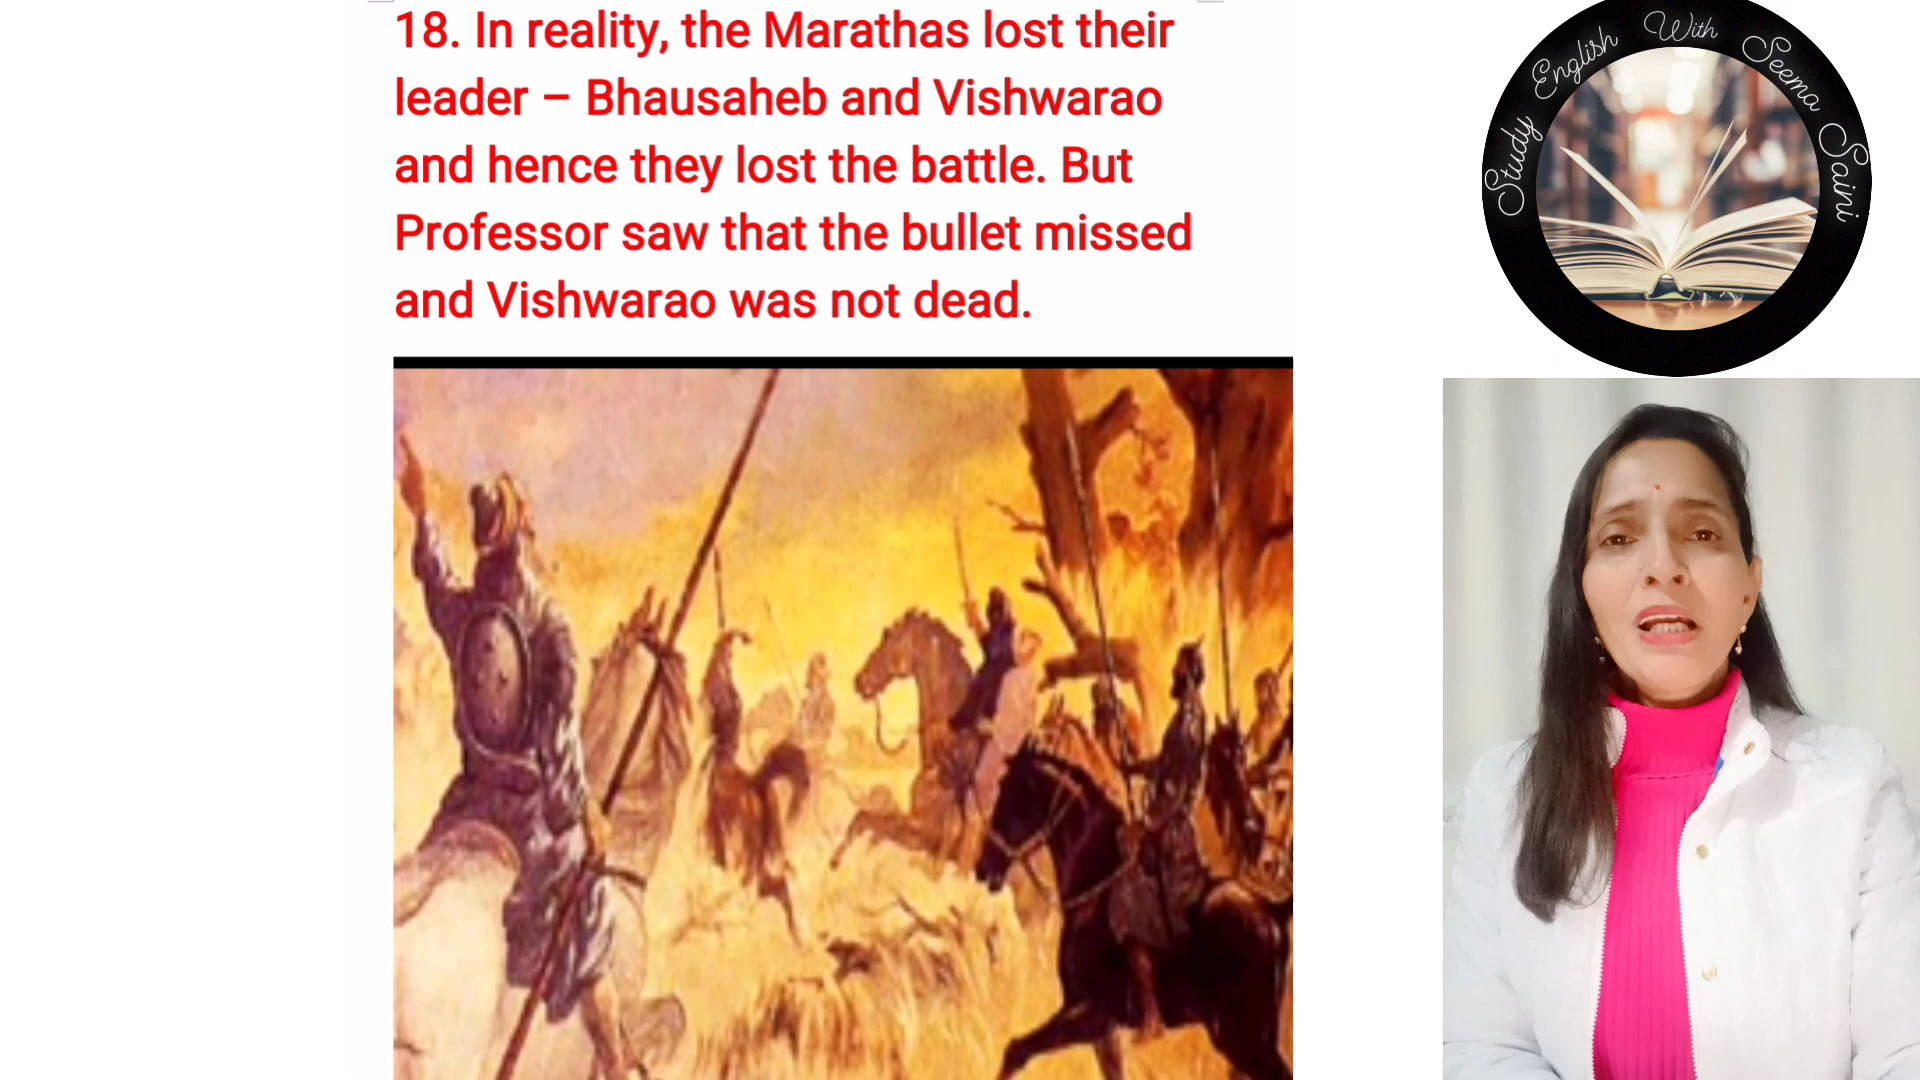 18. In reality, the Marathas lost their
leader – Bhausaheb and Vishwarao
and hence they lost the battle. But
Professor saw that the bullet missed
and Vishwarao was not dead.
Study English With Seema Saini